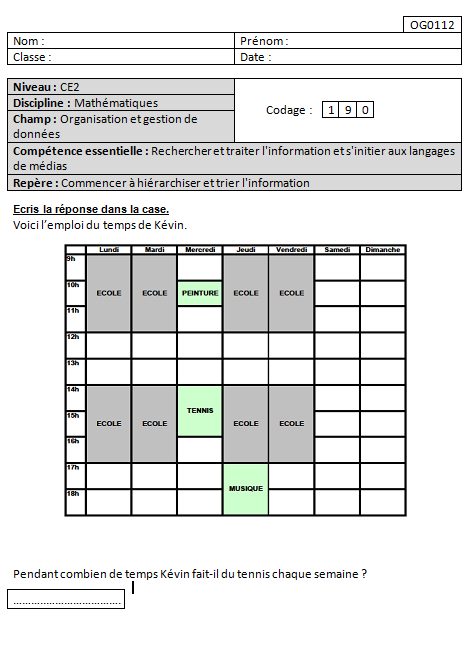 OG0112
Nom : Prénom :
Classe : Date :
Niveau : CE2
Discipline : Mathématiques
Champ : Organisation et gestion de
données
Codage : 1 9 0
Compétence essentielle : Rechercher et traiter l'information et s'initier aux langages
de médias
Repère : Commencer à hiérarchiser et trier l'information
Ecris la réponse dans la case.
Voici l'emploi du temps de Kévin.
Lundi Mardi Mercredi Jeudi Vendredi Samedi Dimanche
9h
10h
ECOLE ECOLE PEINTURE ECOLE ECOLE
11h
12h
13h
14h
TENNIS
15h
ECOLE ECOLE ECOLE ECOLE
16h
17h
MUSIQUE
18h
Pendant combien de temps Kévin fait-il du tennis chaque semaine ?
....................................